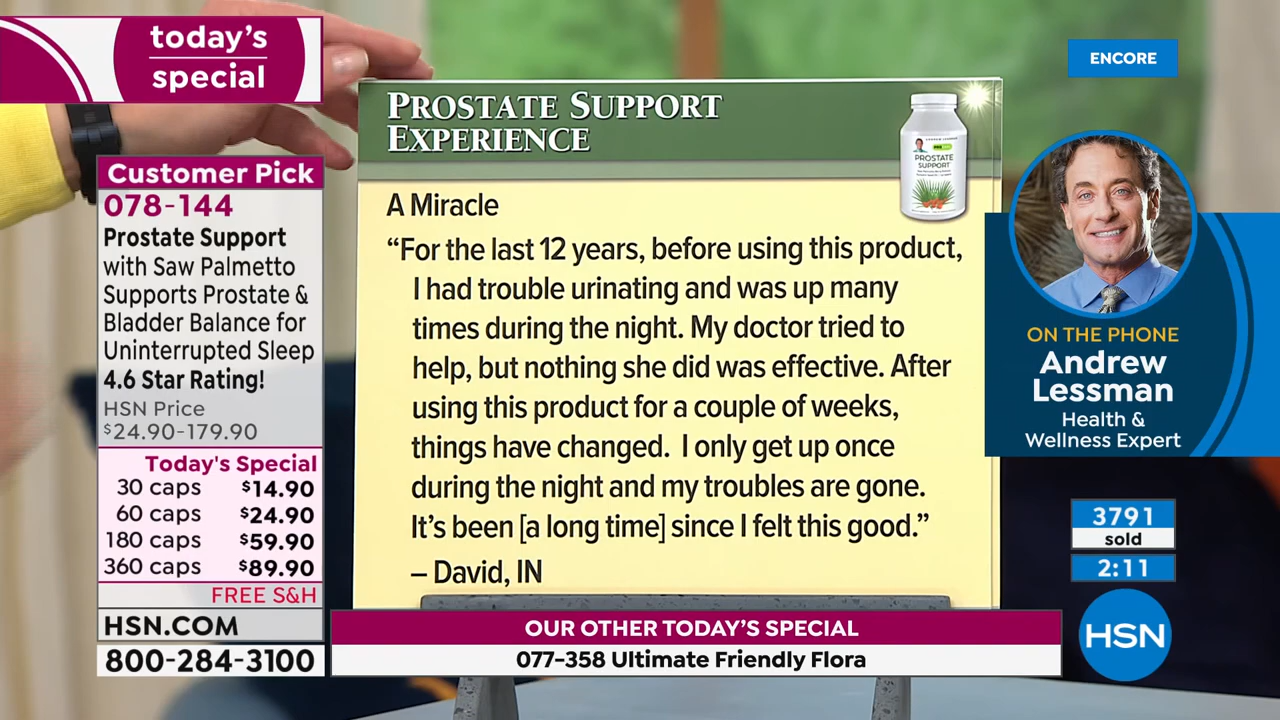 today's
special
ENCORE
PROSTATE SUPPORT
EXPERIENCE
PROSTATE
SUPPORT
A Miracle
“For the last 12 years, before using this product,
I had trouble urinating and was up many
times during the night. My doctor tried to
help, but nothing she did was effective. After
using this product for a couple of weeks,
things have changed. I only get up once
during the night and my troubles are gone.
It’s been [a long time] since I felt this good.”
– David, IN
Customer Pick
078-144
Prostate Support
with Saw Palmetto
Supports Prostate &
Bladder Balance for
Uninterrupted Sleep
4.6 Star Rating!
HSN Price
$24.90-179.90
Today's Special
30 caps $14.90
60 caps $24.90
180 caps $59.90
360 caps $89.90
FREE S&H
HSN.COM
800-284-3100
ON THE PHONE
Andrew
Lessman
Health &
Wellness Expert
3791
sold
2:11
HSN
OUR OTHER TODAY’S SPECIAL
077-358 Ultimate Friendly Flora